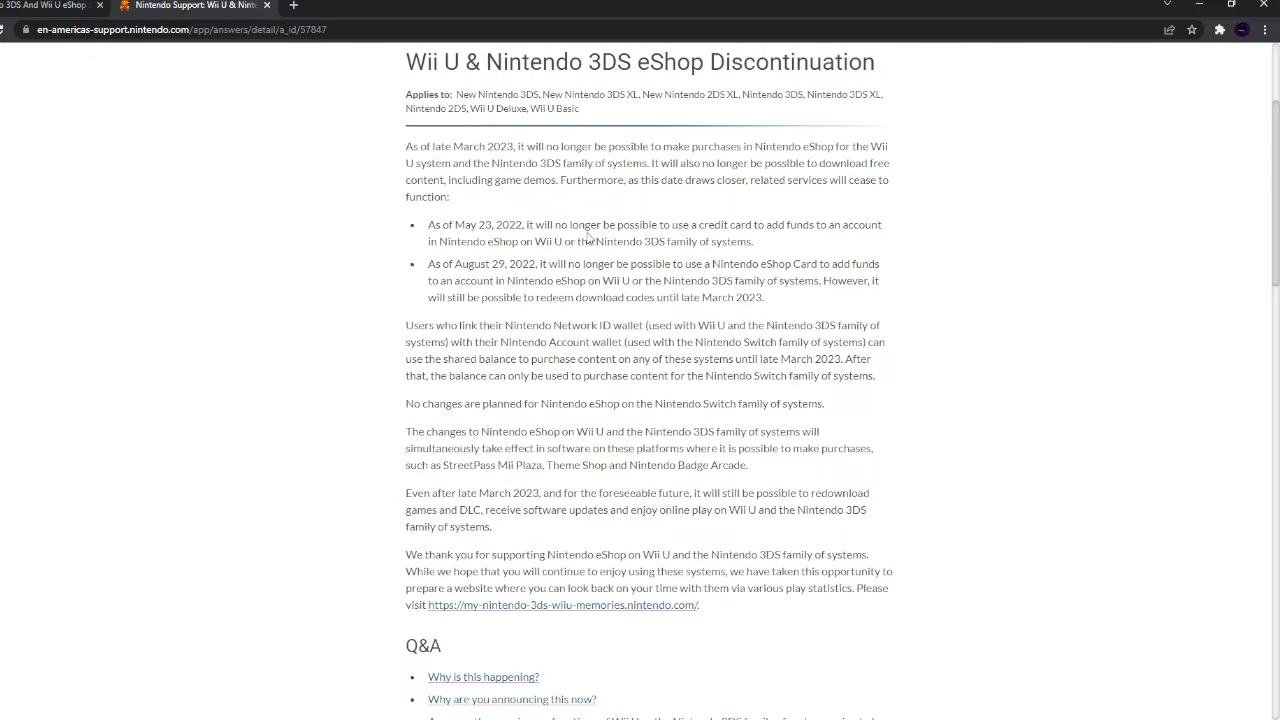 o 3DS And Wii U eShop
Nintendo Support: Wii U & Ninte
en-americas-support.nintendo.com/app/answers/detail/a_id/57847
Wii U & Nintendo 3DS eShop Discontinuation
Applies to: New Nintendo 3DS, New Nintendo 3DS XL, New Nintendo 2DS XL, Nintendo 3DS, Nintendo 3DS XL,
Nintendo 2DS, Wii U Deluxe, Wii U Basic
As of late March 2023, it will no longer be possible to make purchases in Nintendo eShop for the Wii
U system and the Nintendo 3DS family of systems. It will also no longer be possible to download free
content, including game demos. Furthermore, as this date draws closer, related services will cease to
function:
• As of May 23, 2022, it will no longer be possible to use a credit card to add funds to an account
in Nintendo eShop on Wii U or the Nintendo 3DS family of systems.
• As of August 29, 2022, it will no longer be possible to use a Nintendo eShop Card to add funds
to an account in Nintendo eShop on Wii U or the Nintendo 3DS family of systems. However, it
will still be possible to redeem download codes until late March 2023.
Users who link their Nintendo Network ID wallet (used with Wii U and the Nintendo 3DS family of
systems) with their Nintendo Account wallet (used with the Nintendo Switch family of systems) can
use the shared balance to purchase content on any of these systems until late March 2023. After
that, the balance can only be used to purchase content for the Nintendo Switch family of systems.
No changes are planned for Nintendo eShop on the Nintendo Switch family of systems.
The changes to Nintendo eShop on Wii U and the Nintendo 3DS family of systems will
simultaneously take effect in software on these platforms where it is possible to make purchases,
such as StreetPass Mii Plaza, Theme Shop and Nintendo Badge Arcade.
Even after late March 2023, and for the foreseeable future, it will still be possible to redownload
games and DLC, receive software updates and enjoy online play on Wii U and the Nintendo 3DS
family of systems.
We thank you for supporting Nintendo eShop on Wii U and the Nintendo 3DS family of systems.
While we hope that you will continue to enjoy using these systems, we have taken this opportunity to
prepare a website where you can look back on your time with them via various play statistics. Please
visit https://my-nintendo-3ds-wiiu-memories.nintendo.com/.
Q&A
• Why is this happening?
• Why are you announcing this now?